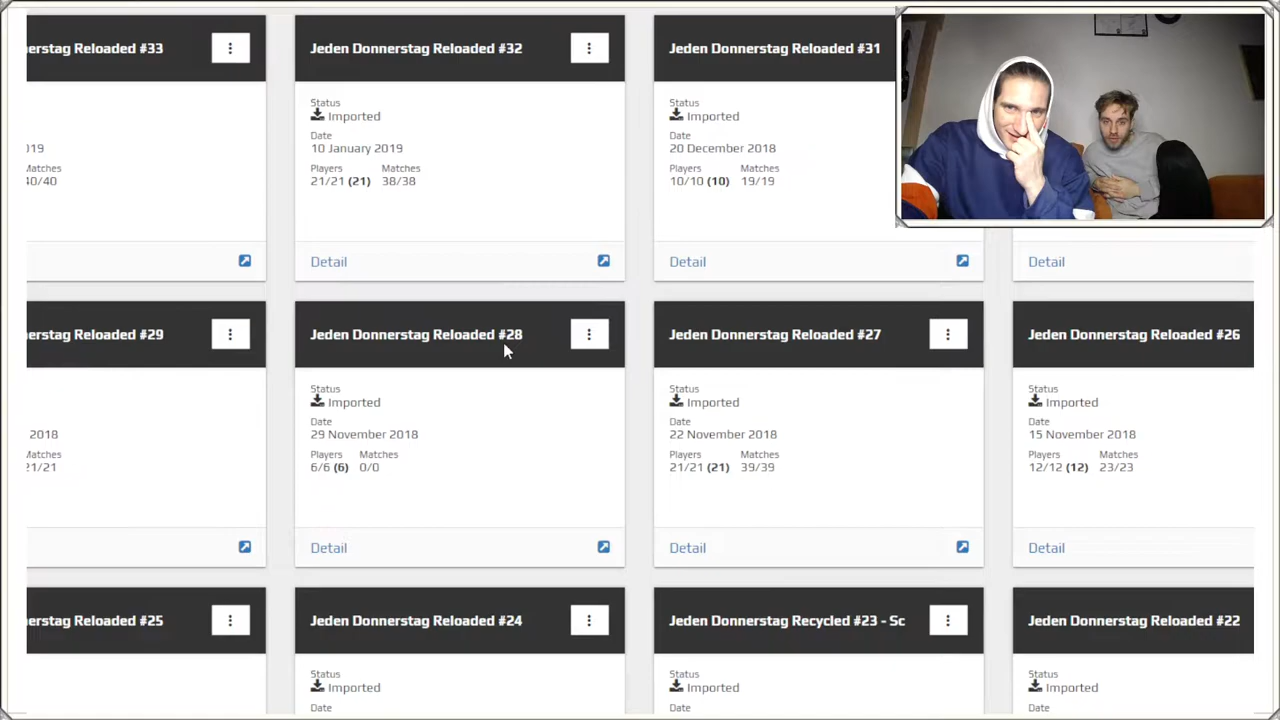 erstag Reloaded #33
019
Matches
40/40
Jeden Donnerstag Reloaded #32
Status
Imported
Date
10 January 2019
Players Matches
21/21 (21) 38/38
Detail
Jeden Donnerstag Reloaded #31
Status
Imported
Date
20 December 2018
Players Matches
10/10 (10) 19/19
Detail
Detail
erstag Reloaded #29
2018
Matches
21/21
Jeden Donnerstag Reloaded #28
Status
Imported
Date
29 November 2018
Players Matches
6/6 (6) 0/0
Detail
Jeden Donnerstag Reloaded #27
Status
Imported
Date
22 November 2018
Players Matches
21/21 (21) 39/39
Detail
Jeden Donnerstag Reloaded #26
Status
Imported
Date
15 November 2018
Players Matches
12/12 (12) 23/23
Detail
erstag Reloaded #25
Jeden Donnerstag Reloaded #24
Status
Imported
Date
Jeden Donnerstag Recycled #23 - Sc
Status
Imported
Date
Jeden Donnerstag Reloaded #22
Status
Imported
Date